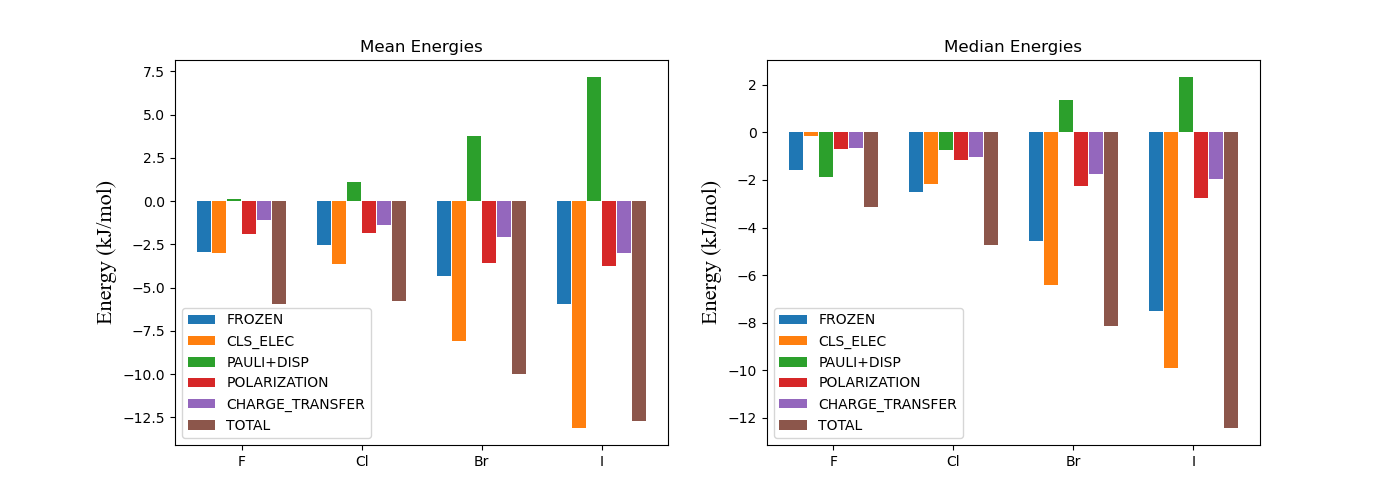 Mean Energies
Energy (kJ/mol)
7.5
5.0
2.5
0.0
−2.5
−5.0
−7.5
−10.0
−12.5
FROZEN
CLS_ELEC
PAULI+DISP
POLARIZATION
CHARGE_TRANSFER
TOTAL
F Cl Br I
Median Energies
Energy (kJ/mol)
2
0
−2
−4
−6
−8
−10
−12
FROZEN
CLS_ELEC
PAULI+DISP
POLARIZATION
CHARGE_TRANSFER
TOTAL
F Cl Br I